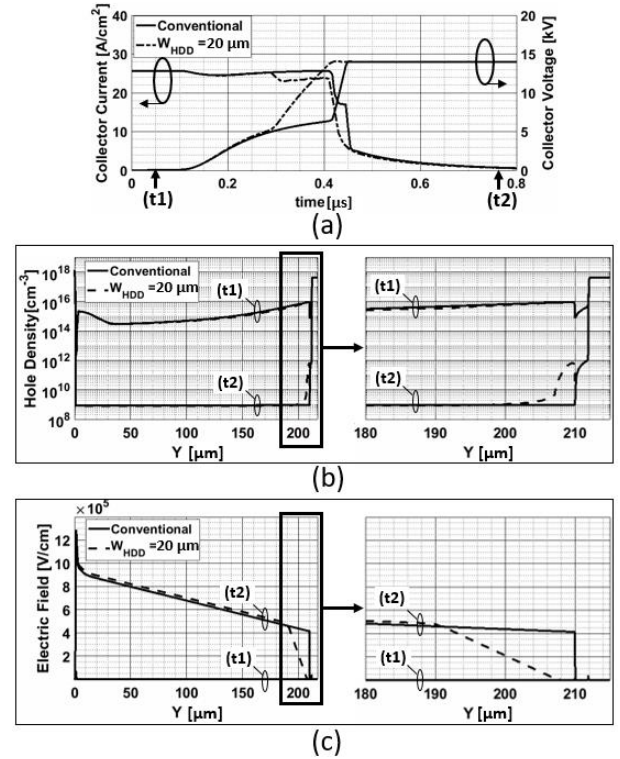 Collector Current [A/cm²]
40
30
20
10
0
Conventional
W_HDD =20 µm
20
15
10
5
0
Collector Voltage [kV]
0 0.2 0.4 0.6 0.8
(t1) time[µs] (t2)
(a)
Hole Density[cm⁻³]
10¹⁸
10¹⁶
10¹⁴
10¹²
10¹⁰
10⁸
Conventional
W_HDD =20 µm
(t1)
(t2)
0 50 100 150 200
Y [µm]
(t1)
(t2)
180 190 200 210
Y [µm]
(b)
Electric Field [V/cm]
× 10⁵
12
10
8
6
4
2
Conventional
W_HDD =20 µm
(t2)
(t1)
0 50 100 150 200
Y [µm]
(t2)
(t1)
180 190 200 210
Y [µm]
(c)